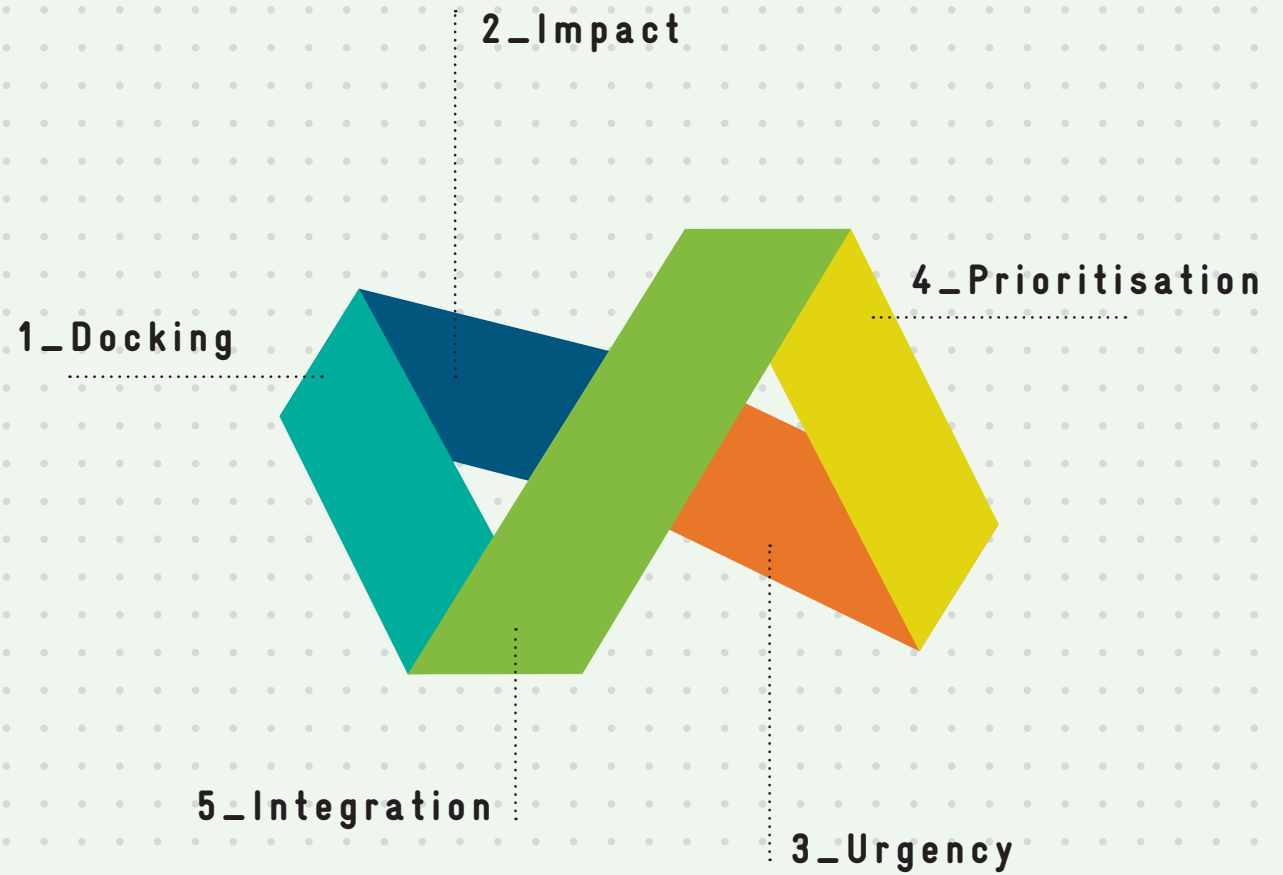 2_Impact
4_Prioritisation
1_Docking
5_Integration
3_Urgency